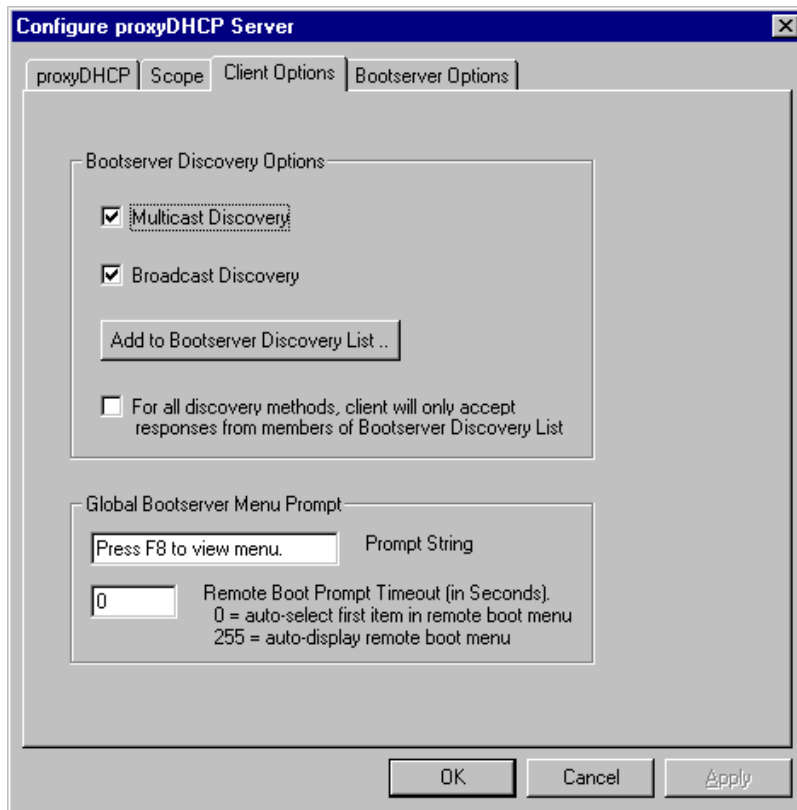 Configure proxyDHCP Server
proxyDHCP Scope Client Options Bootserver Options
Bootserver Discovery Options
Multicast Discovery
Broadcast Discovery
Add to Bootserver Discovery List ..
For all discovery methods, client will only accept
responses from members of Bootserver Discovery List
Global Bootserver Menu Prompt
Press F8 to view menu. Prompt String
0 Remote Boot Prompt Timeout (in Seconds).
0 = auto-select first item in remote boot menu
255 = auto-display remote boot menu
OK Cancel Apply